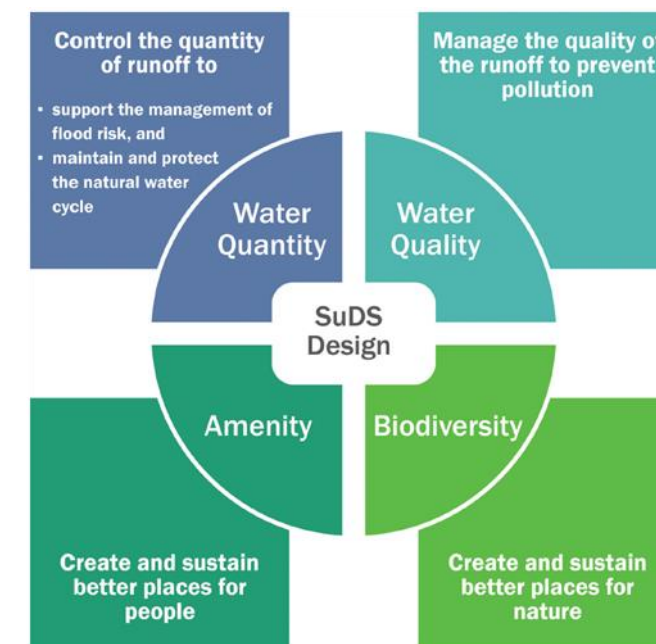 Control the quantity
of runoff to
• support the management of
flood risk, and
• maintain and protect
the natural water
cycle
Manage the quality of
the runoff to prevent
pollution
Water
Quantity
Water
Quality
SuDS
Design
Amenity
Biodiversity
Create and sustain
better places for
people
Create and sustain
better places for
nature